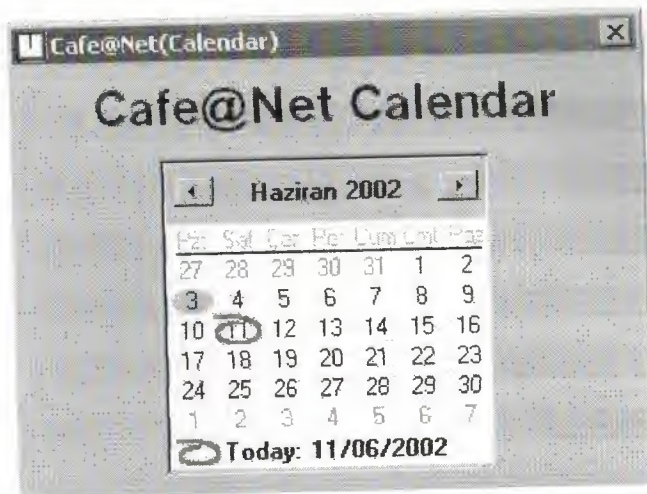 Cafe@Net(Calendar)
Cafe@Net Calendar
Haziran 2002
Pzt Sal Çar Per Cum Cmt Paz
27 28 29 30 31 1 2
3 4 5 6 7 8 9
10 11 12 13 14 15 16
17 18 19 20 21 22 23
24 25 26 27 28 29 30
1 2 3 4 5 6 7
Today: 11/06/2002